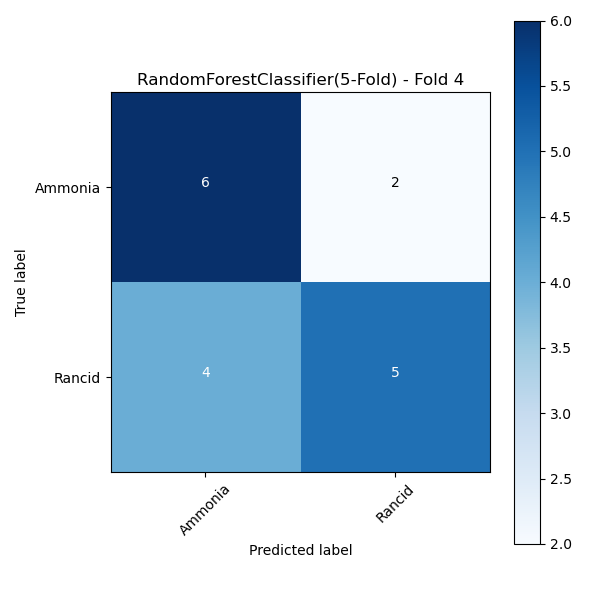 RandomForestClassifier(5-Fold) - Fold 4
True label
Ammonia
6
2
Rancid
4
5
Ammonia
Rancid
Predicted label
6.0
5.5
5.0
4.5
4.0
3.5
3.0
2.5
2.0